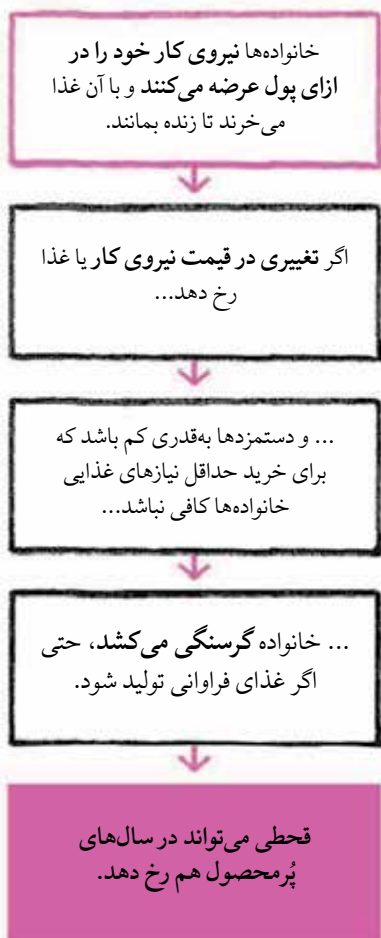 خانواده‌ها نیروی کار خود را در
ازای پول عرضه می‌کنند و با آن غذا
می‌خرند تا زنده بمانند.
اگر تغییری در قیمت نیروی کار یا غذا
رخ دهد...
... و دستمزدها به‌قدری کم باشد که
برای خرید حداقل نیازهای غذایی
خانواده‌ها کافی نباشد...
... خانواده گرسنگی می‌کشد، حتی
اگر غذای فراوانی تولید شود.
قحطی می‌تواند در سال‌های
پُرمحصول هم رخ دهد.